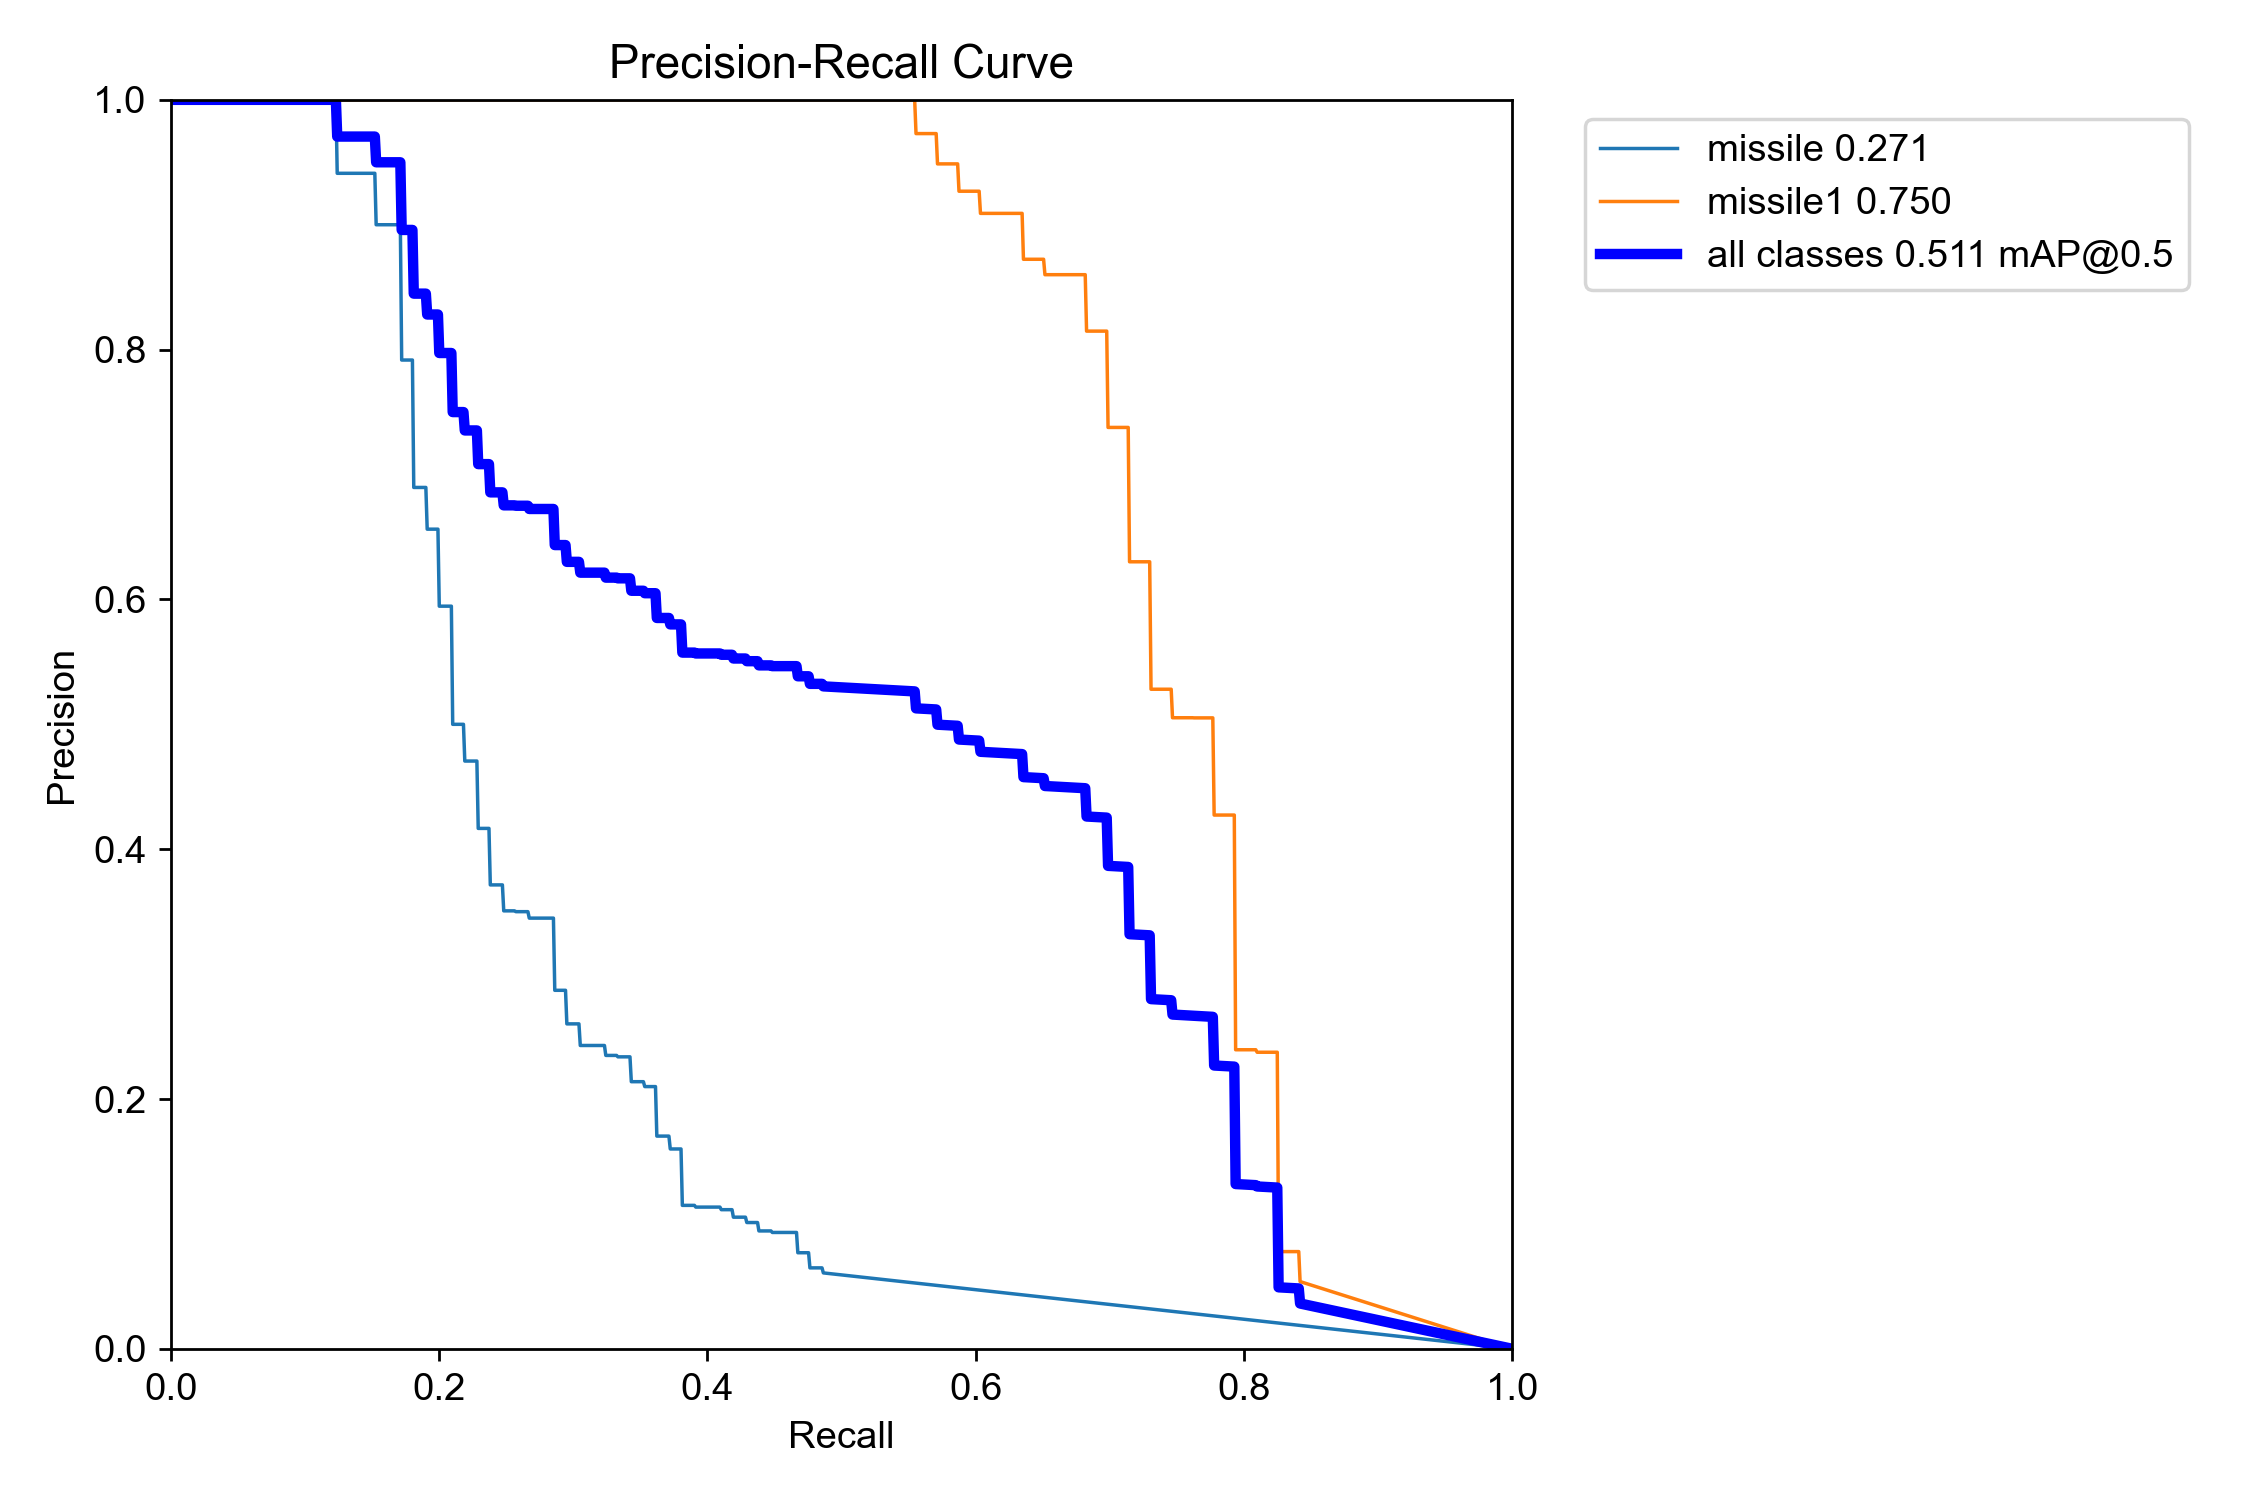 Precision-Recall Curve
1.0
0.8
0.6
0.4
0.2
0.0
Precision
0.0 0.2 0.4 0.6 0.8 1.0
Recall
missile 0.271
missile1 0.750
all classes 0.511 mAP@0.5